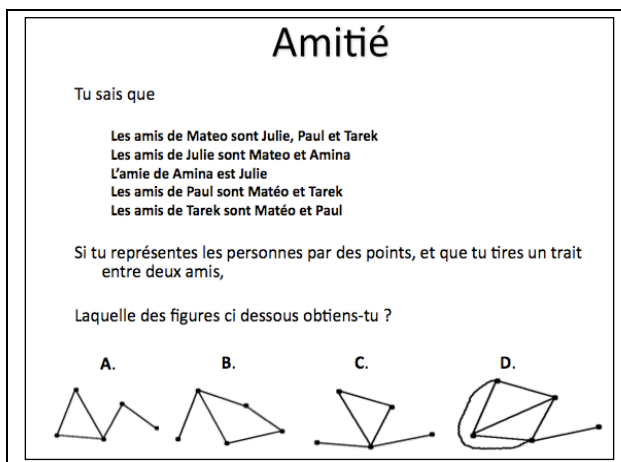 Amitié
Tu sais que
Les amis de Mateo sont Julie, Paul et Tarek
Les amis de Julie sont Mateo et Amina
L'amie de Amina est Julie
Les amis de Paul sont Matéo et Tarek
Les amis de Tarek sont Matéo et Paul
Si tu représentes les personnes par des points, et que tu tires un trait
entre deux amis,
Laquelle des figures ci dessous obtiens-tu ?
A. B. C. D.